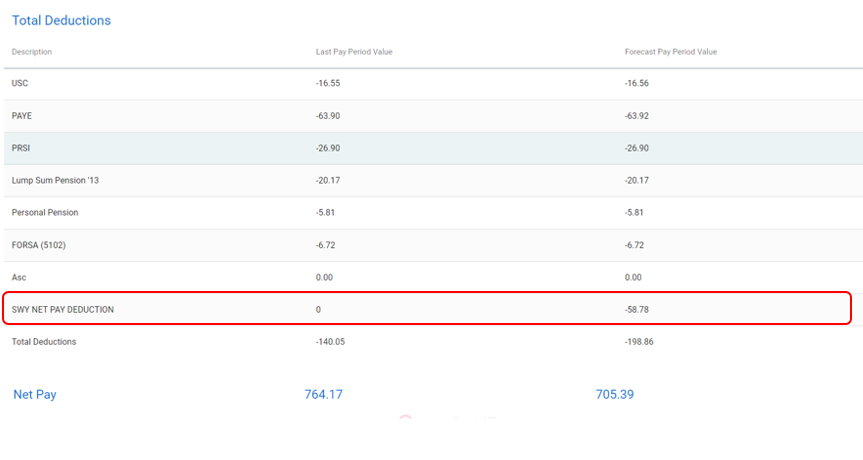 Total Deductions
Description Last Pay Period Value Forecast Pay Period Value
USC -16.55 -16.56
PAYE -63.90 -63.92
PRSI -26.90 -26.90
Lump Sum Pension '13 -20.17 -20.17
Personal Pension -5.81 -5.81
FORSA (5102) -6.72 -6.72
Asc 0.00 0.00
SWY NET PAY DEDUCTION 0 -58.78
Total Deductions -140.05 -198.86
Net Pay 764.17 705.39